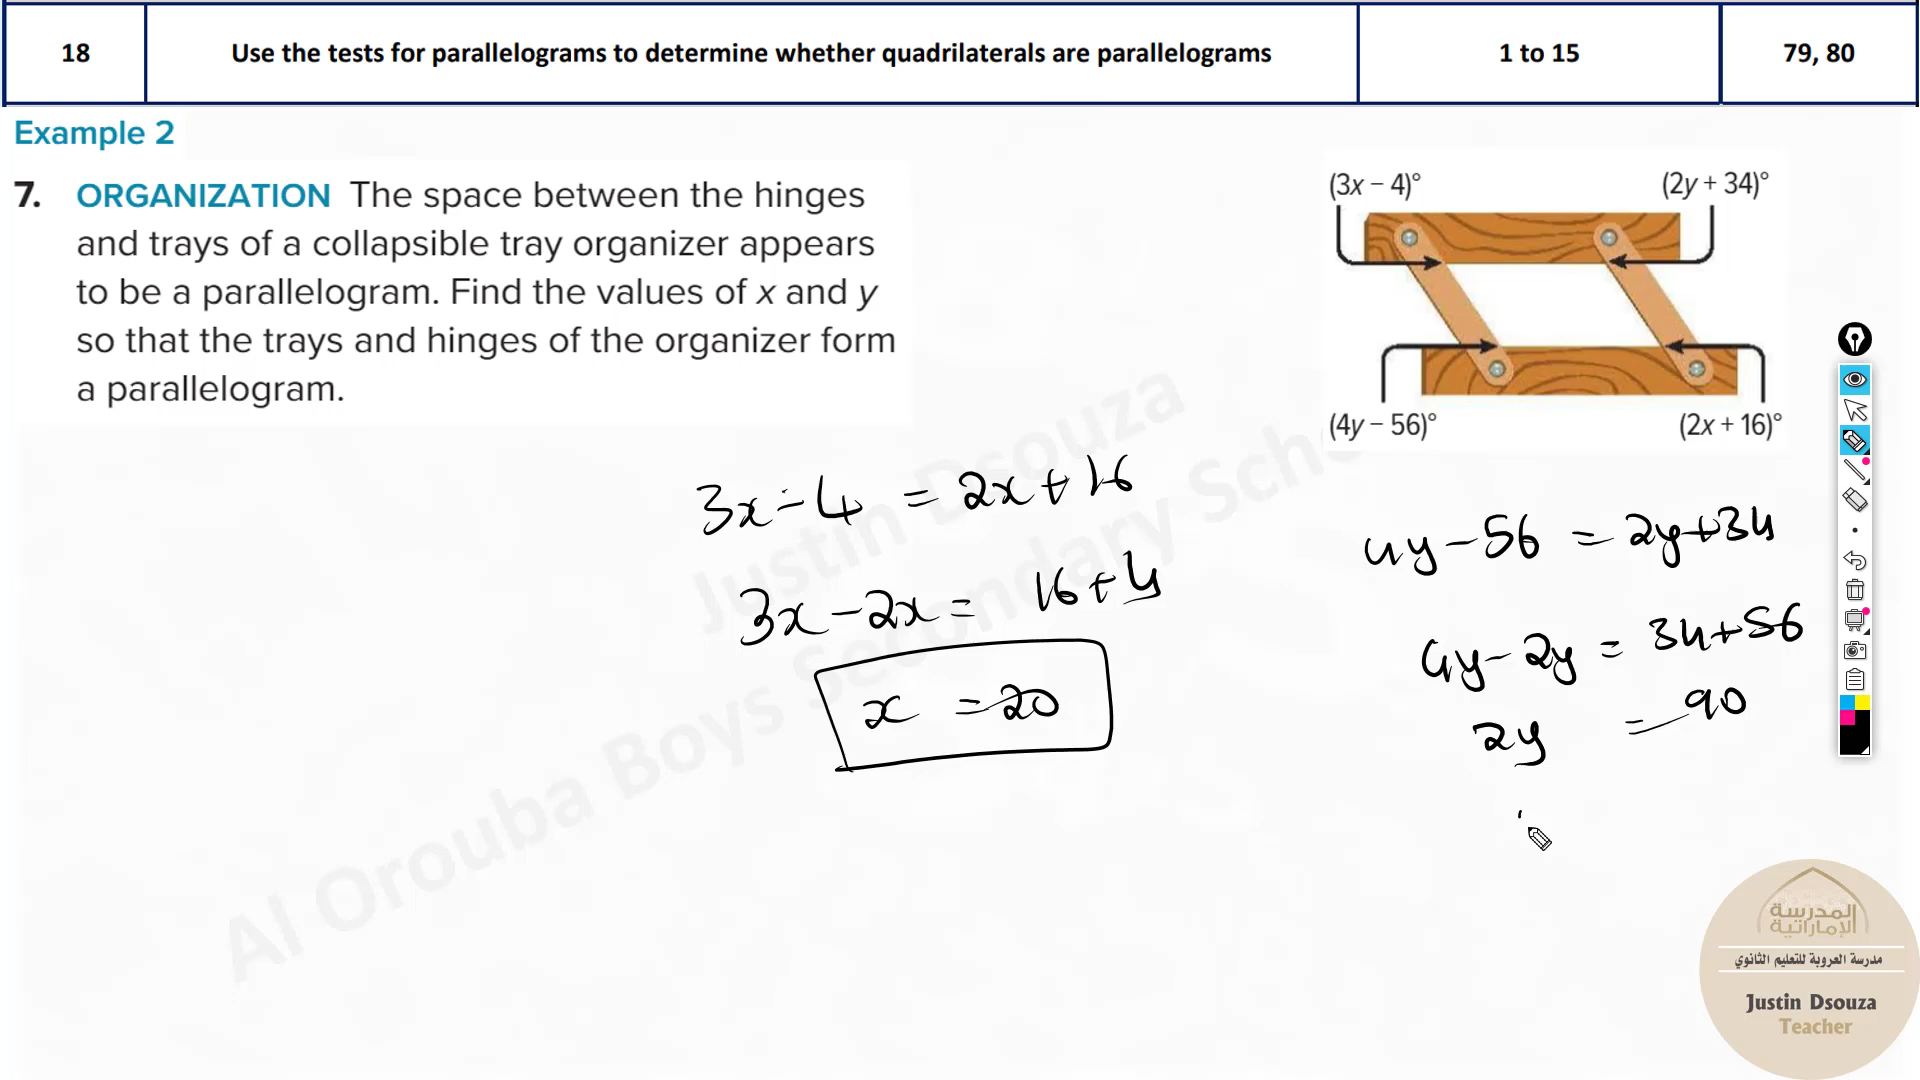 18 Use the tests for parallelograms to determine whether quadrilaterals are parallelograms 1 to 15 79, 80
Example 2
7. ORGANIZATION The space between the hinges
and trays of a collapsible tray organizer appears
to be a parallelogram. Find the values of x and y
so that the trays and hinges of the organizer form
a parallelogram.
(3x − 4)° (2y + 34)°
(4y − 56)° (2x + 16)°
3x - 4 = 2x + 16
3x - 2x = 16 + 4
x = 20
4y - 56 = 2y + 34
4y - 2y = 34 + 56
2y = 90
Justin Dsouza
Al Orouba Boys Secondary School
المدرسة
الإماراتية
مدرسة العروبة للتعليم الثانوي
Justin Dsouza
Teacher